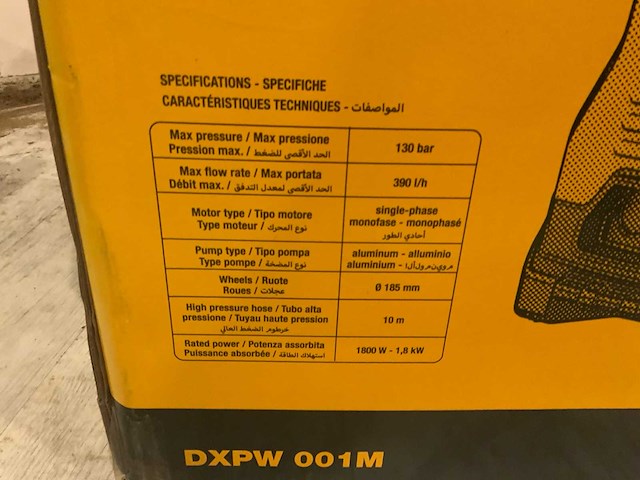 SPECIFICATIONS - SPECIFICHE
CARACTÉRISTIQUES TECHNIQUES - المواصفات
Max pressure / Max pressione
Pression max. / الحد الأقصى للضغط
130 bar
Max flow rate / Max portata
Débit max. / الحد الأقصى لمعدل التدفق
390 l/h
Motor type / Tipo motore
Type moteur / نوع المحرك
single-phase
monofase - monophasé
أحادي الطور
Pump type / Tipo pompa
Type pompe / نوع المضخة
aluminum - alluminio
aluminium -
Wheels / Ruote
Roues / عجلات
Ø 185 mm
High pressure hose / Tubo alta
pressione / Tuyau haute pression
خرطوم الضغط العالي
10 m
Rated power / Potenza assorbita
Puissance absorbée / استهلاك الطاقة
1800 W - 1,8 kW
DXPW 001M